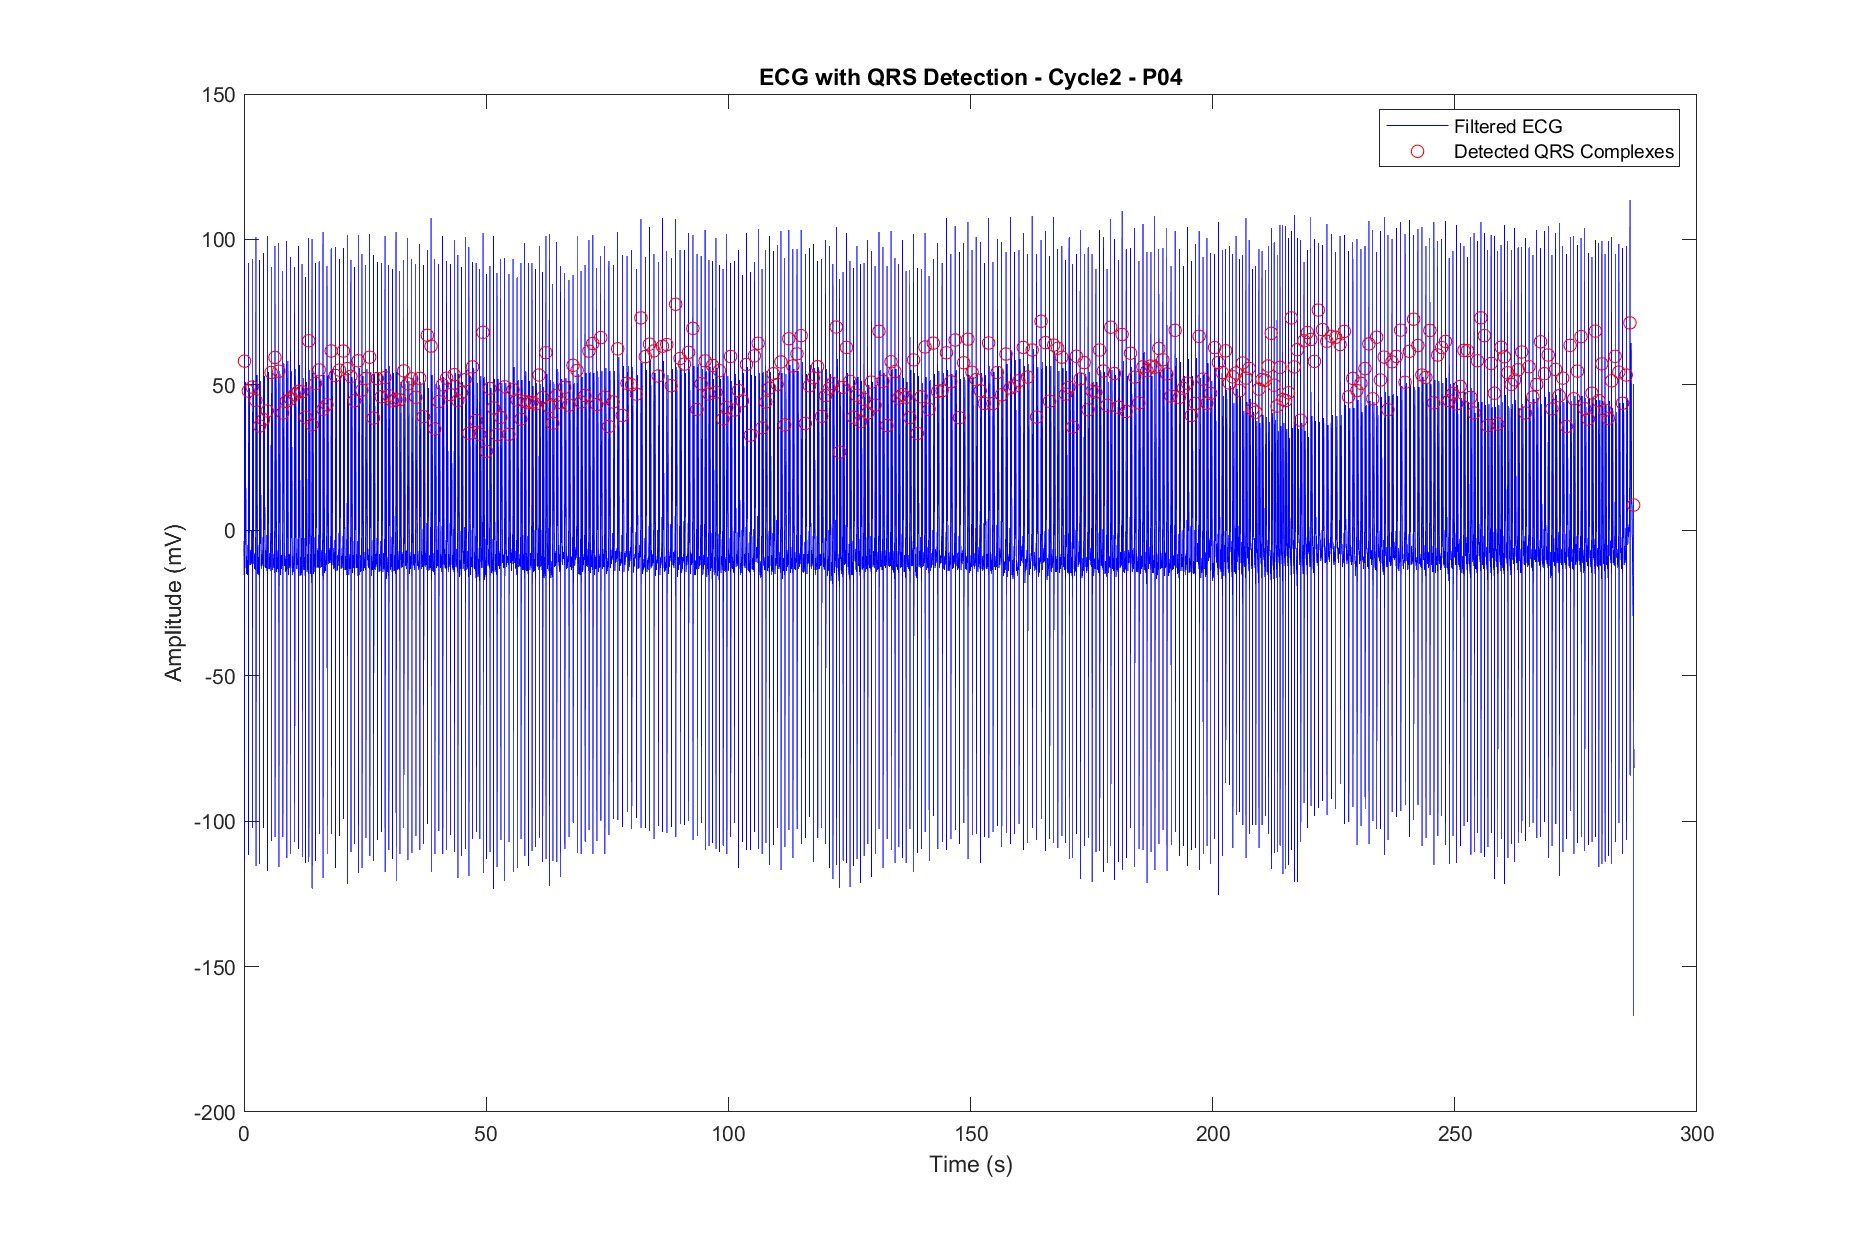 ECG with QRS Detection - Cycle2 - P04
150
Filtered ECG
Detected QRS Complexes
100
50
0
Amplitude (mV)
-50
-100
-150
-200
0 50 100 150 200 250 300
Time (s)